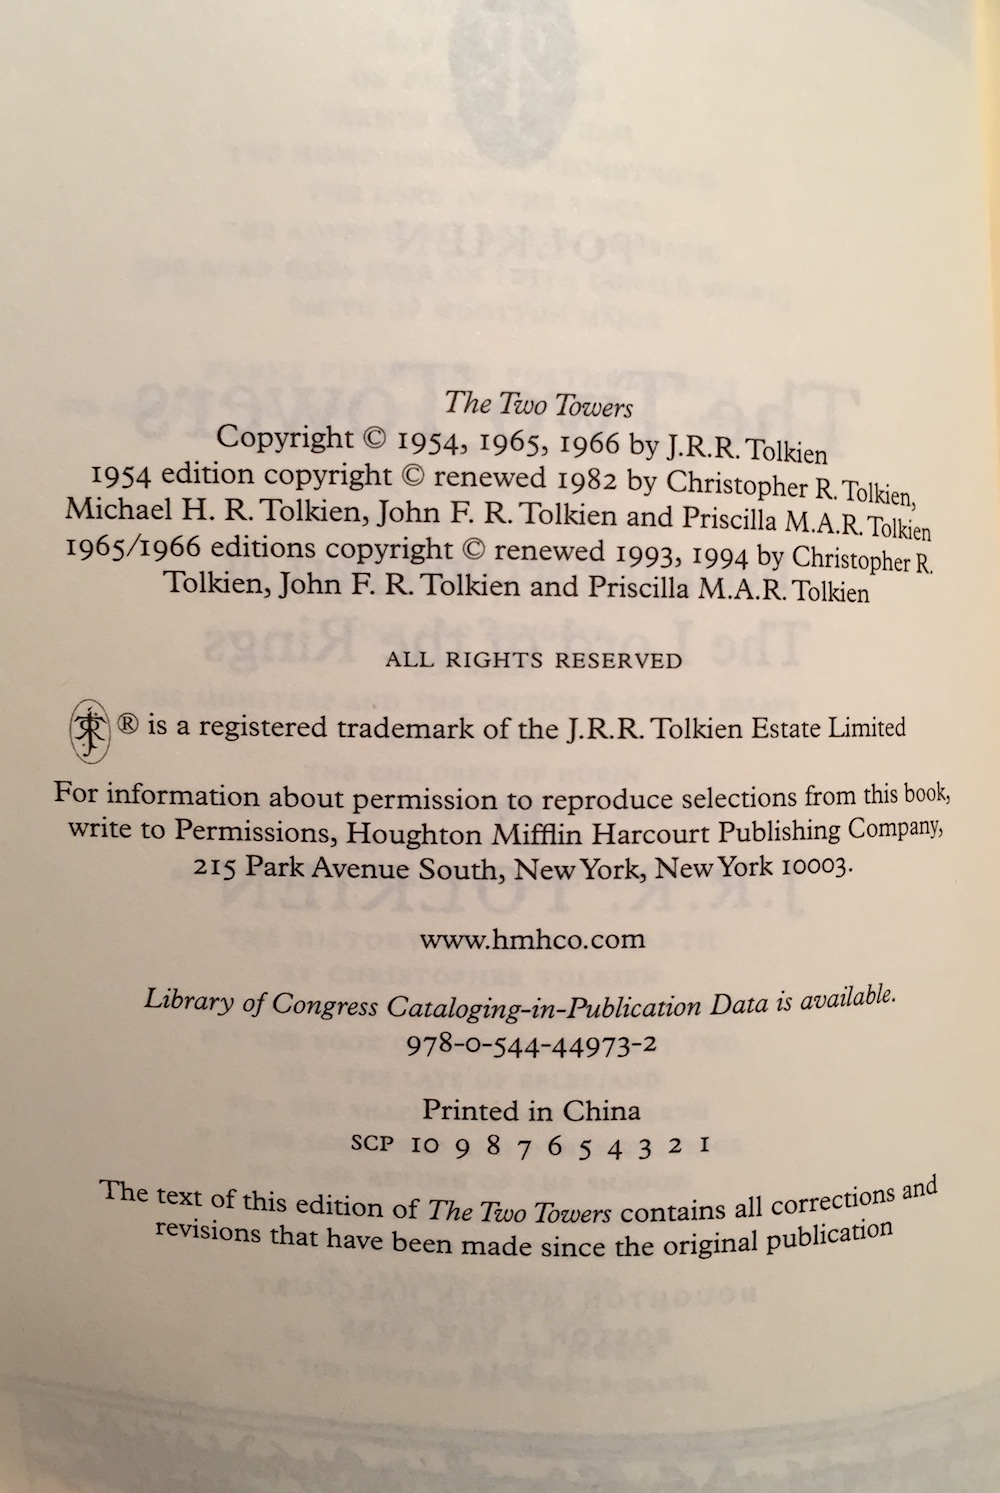 The Two Towers
Copyright © 1954, 1965, 1966 by J.R.R. Tolkien
1954 edition copyright © renewed 1982 by Christopher R. Tolkien,
Michael H. R. Tolkien, John F. R. Tolkien and Priscilla M.A.R. Tolkien
1965/1966 editions copyright © renewed 1993, 1994 by Christopher R.
Tolkien, John F. R. Tolkien and Priscilla M.A.R. Tolkien
ALL RIGHTS RESERVED
® is a registered trademark of the J.R.R. Tolkien Estate Limited
For information about permission to reproduce selections from this book,
write to Permissions, Houghton Mifflin Harcourt Publishing Company,
215 Park Avenue South, New York, New York 10003.
www.hmhco.com
Library of Congress Cataloging-in-Publication Data is available.
978-0-544-44973-2
Printed in China
SCP 10 9 8 7 6 5 4 3 2 1
The text of this edition of The Two Towers contains all corrections and
revisions that have been made since the original publication